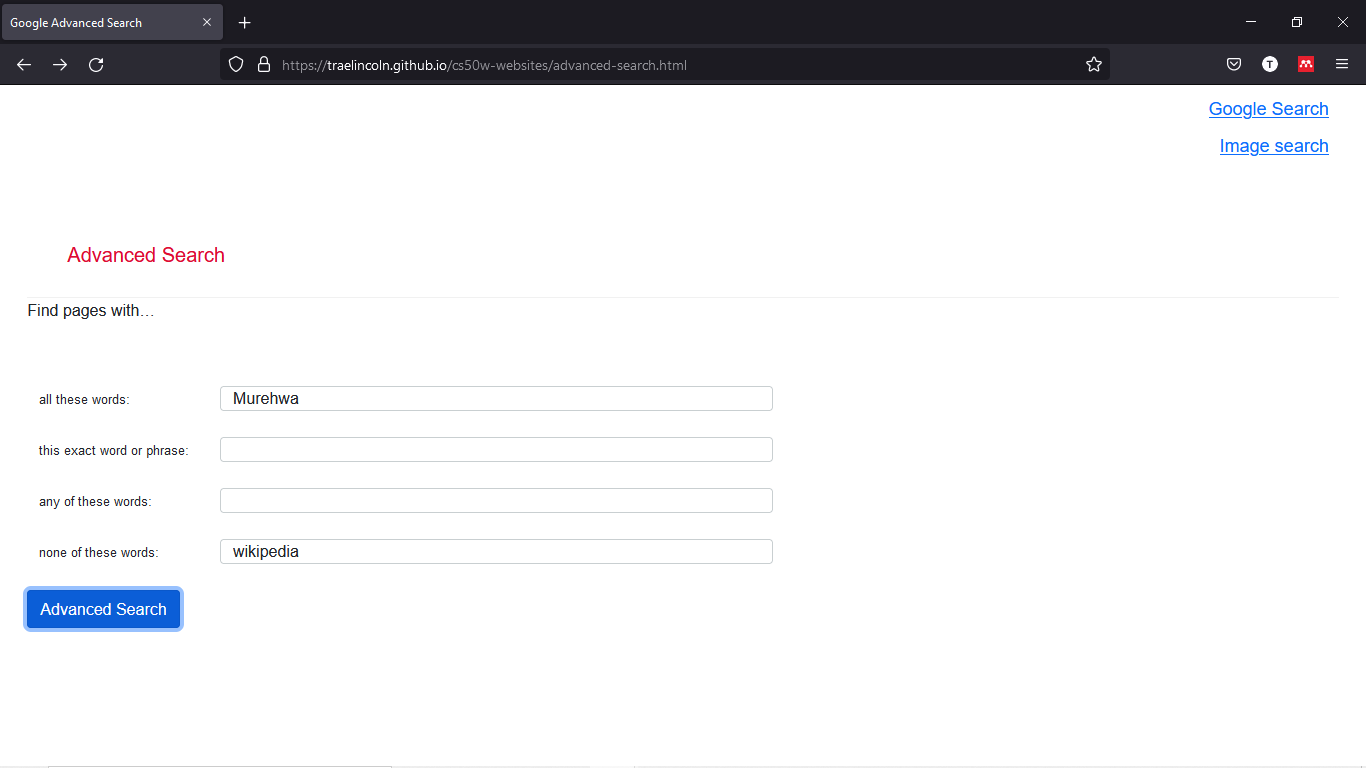 Google Advanced Search
https://traelincoln.github.io/cs50w-websites/advanced-search.html
T
Google Search
Image search
Advanced Search
Find pages with…
all these words: Murehwa
this exact word or phrase:
any of these words:
none of these words: wikipedia
Advanced Search